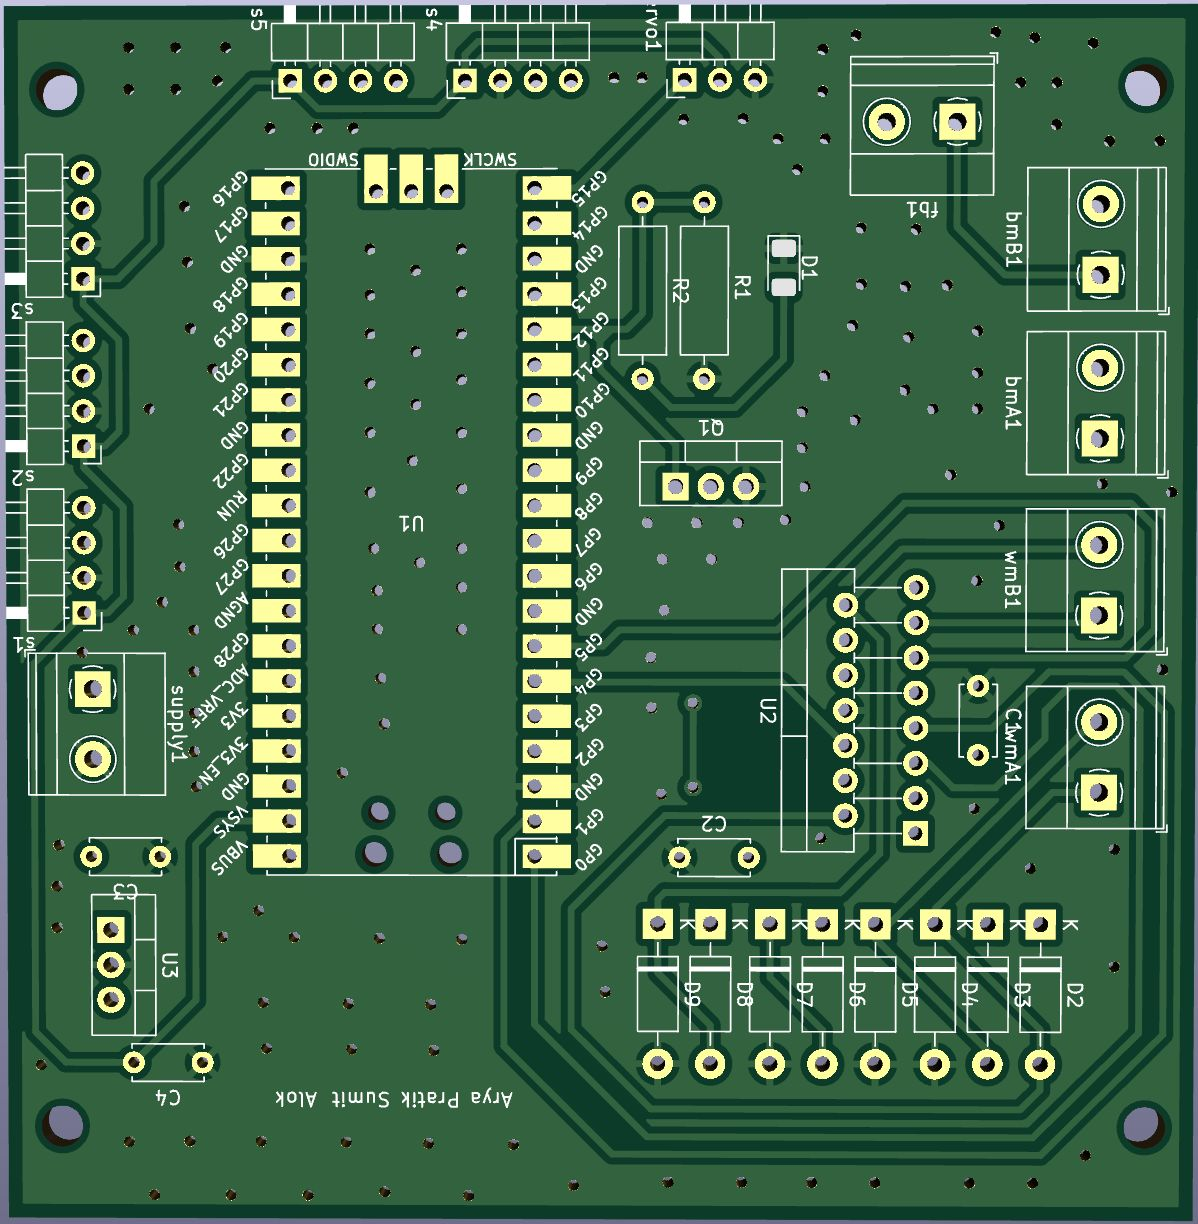 s5
s4
rvo1
SWDIO
SWCLK
GP16
GP17
GND
GP18
GP19
GP20
GP21
GND
GP22
RUN
GP26
GP27
AGND
GP28
ADC_VREF
3V3
3V3_EN
GND
VSYS
VBUS
GP15
GP14
GND
GP13
GP12
GP11
GP10
GND
GP9
GP8
GP7
GP6
GND
GP5
GP4
GP3
GP2
GND
GP1
GP0
U1
s3
s2
s1
supply1
R2
R1
D1
Q1
fb1
bmB1
bmA1
wmB1
wmA1
U2
C1
C2
C3
U3
C4
K
K
K
K
K
K
K
K
D9
D8
D7
D6
D5
D4
D3
D2
Arya Pratik Sumit Alok